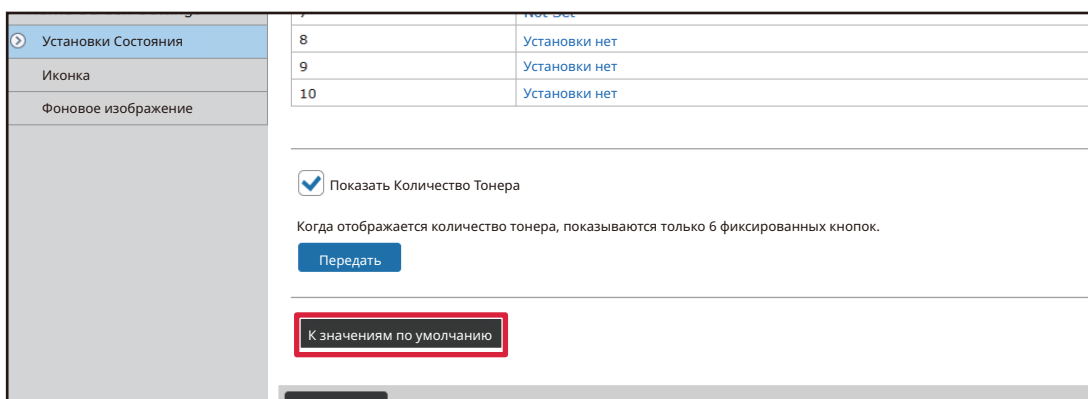 Установки Состояния
Иконка
Фоновое изображение
8 Установки нет
9 Установки нет
10 Установки нет
Показать Количество Тонера
Когда отображается количество тонера, показываются только 6 фиксированных кнопок.
Передать
К значениям по умолчанию